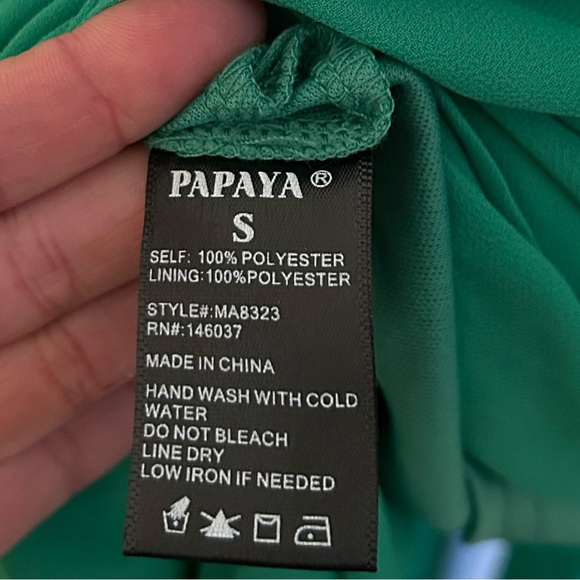 PAPAYA®
S
SELF: 100% POLYESTER
LINING:100%POLYESTER
STYLE#:MA8323
RN#:146037
MADE IN CHINA
HAND WASH WITH COLD
WATER
DO NOT BLEACH
LINE DRY
LOW IRON IF NEEDED